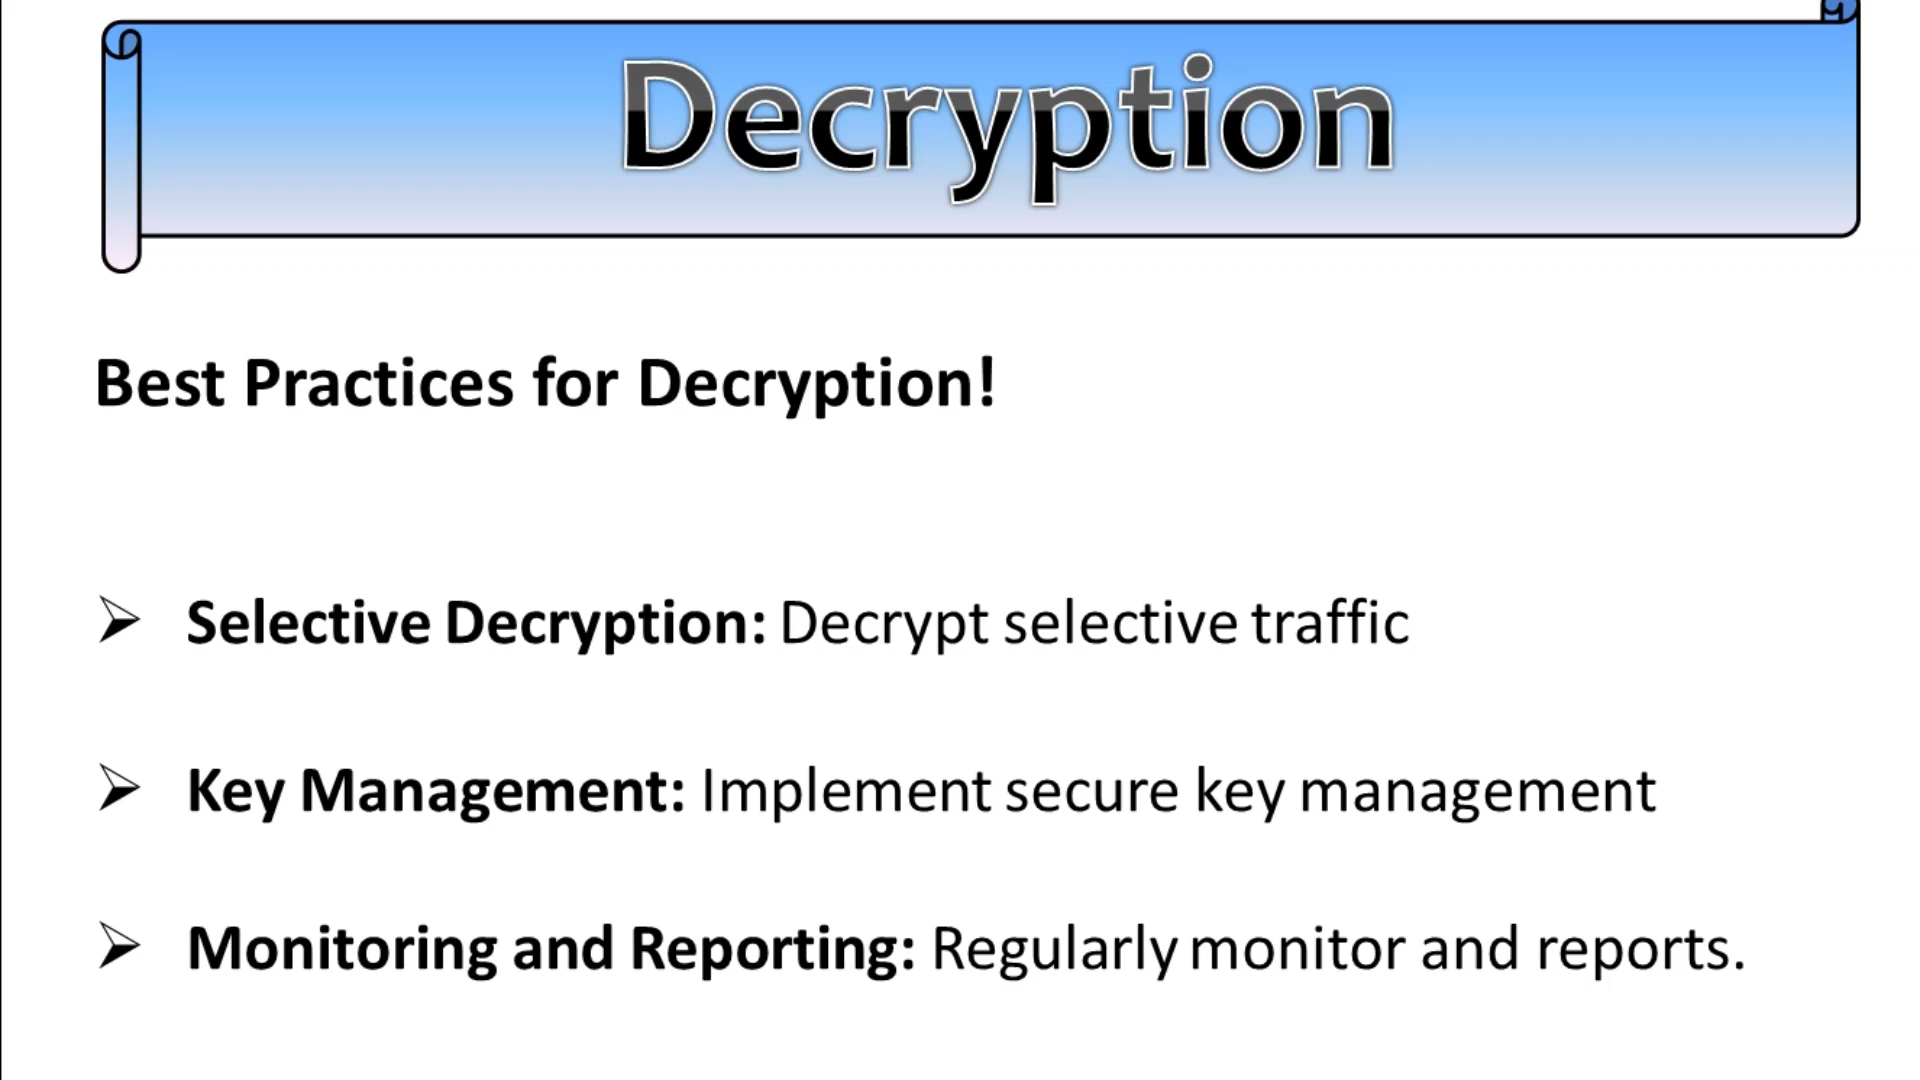 Decryption
Best Practices for Decryption!
Selective Decryption: Decrypt selective traffic
Key Management: Implement secure key management
Monitoring and Reporting: Regularly monitor and reports.